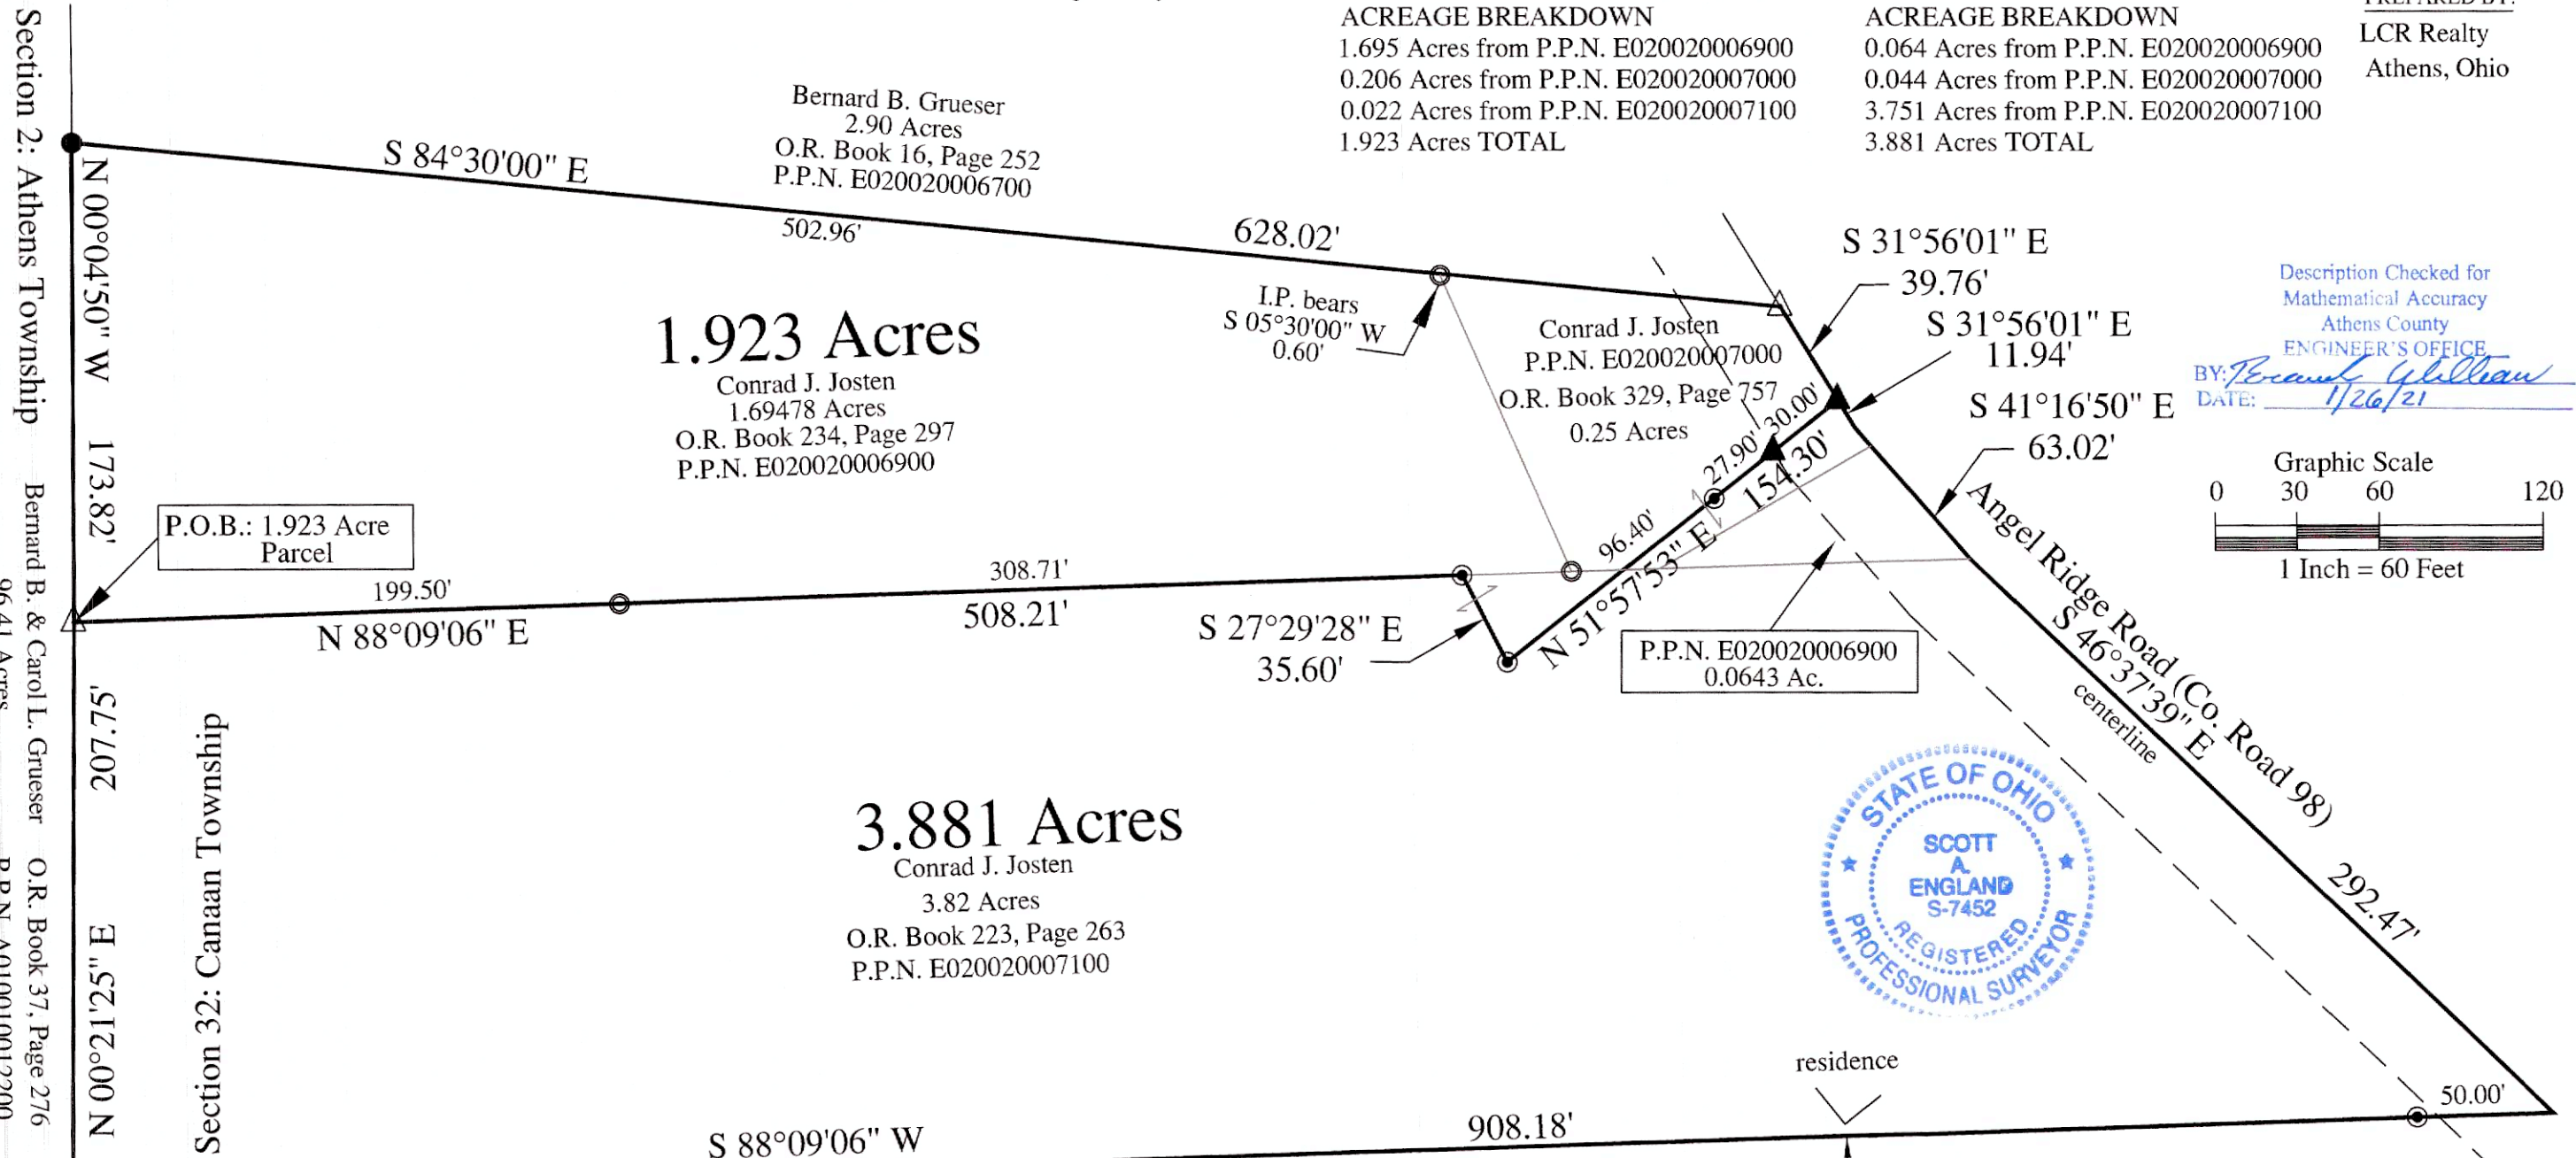 ACREAGE BREAKDOWN
1.695 Acres from P.P.N. E020020006900
0.206 Acres from P.P.N. E020020007000
0.022 Acres from P.P.N. E020020007100
1.923 Acres TOTAL
ACREAGE BREAKDOWN
0.064 Acres from P.P.N. E020020006900
0.044 Acres from P.P.N. E020020007000
3.751 Acres from P.P.N. E020020007100
3.881 Acres TOTAL
PREPARED BY:
LCR Realty
Athens, Ohio
Section 2: Athens Township
Bernard B. & Carol L. Grueser
96.41 Acres
O.R. Book 37, Page 276
P.P.N. A010010012200
N 00°04'50" W 173.82'
207.75'
N 00°21'25" E
Section 32: Canaan Township
Bernard B. Grueser
2.90 Acres
O.R. Book 16, Page 252
P.P.N. E020020006700
S 84°30'00" E
502.96'
628.02'
1.923 Acres
Conrad J. Josten
1.69478 Acres
O.R. Book 234, Page 297
P.P.N. E020020006900
I.P. bears
S 05°30'00" W
0.60'
Conrad J. Josten
P.P.N. E020020007000
O.R. Book 329, Page 757
0.25 Acres
S 31°56'01" E
39.76'
S 31°56'01" E
11.94'
S 41°16'50" E
63.02'
Description Checked for
Mathematical Accuracy
Athens County
ENGINEER'S OFFICE
BY:
DATE: 1/26/21
Graphic Scale
0 30 60 120
1 Inch = 60 Feet
P.O.B.: 1.923 Acre
Parcel
199.50'
308.71'
N 88°09'06" E
508.21'
S 27°29'28" E
35.60'
96.40'
27.90'
30.00'
154.30'
N 51°57'53" E
P.P.N. E020020006900
0.0643 Ac.
Angel Ridge Road (Co. Road 98)
S 46°37'39" E
centerline
292.47'
3.881 Acres
Conrad J. Josten
3.82 Acres
O.R. Book 223, Page 263
P.P.N. E020020007100
STATE OF OHIO
SCOTT
A.
ENGLAND
S-7452
REGISTERED
PROFESSIONAL SURVEYOR
residence
50.00'
S 88°09'06" W
908.18'